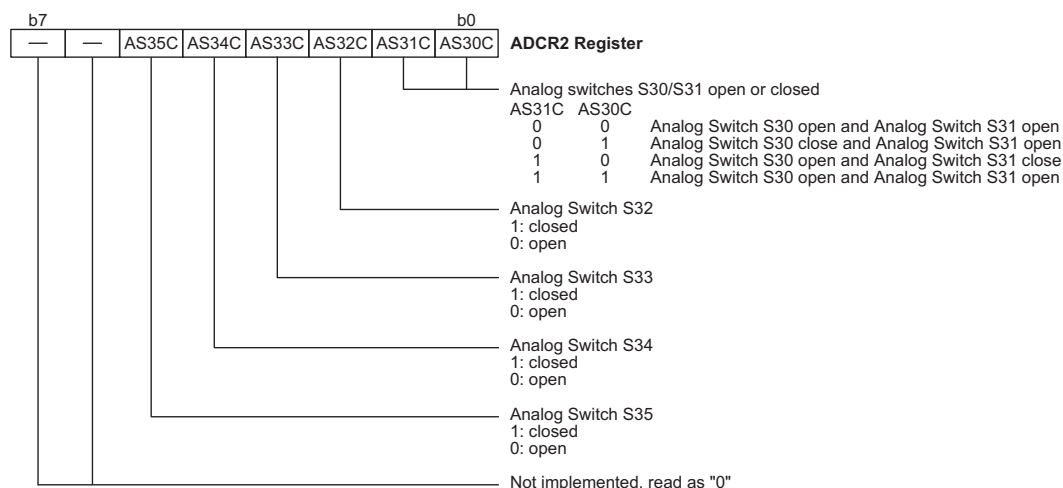 b7 b0
— — AS35C AS34C AS33C AS32C AS31C AS30C ADCR2 Register
Analog switches S30/S31 open or closed
AS31C AS30C
0 0 Analog Switch S30 open and Analog Switch S31 open
0 1 Analog Switch S30 close and Analog Switch S31 open
1 0 Analog Switch S30 open and Analog Switch S31 close
1 1 Analog Switch S30 open and Analog Switch S31 open
Analog Switch S32
1: closed
0: open
Analog Switch S33
1: closed
0: open
Analog Switch S34
1: closed
0: open
Analog Switch S35
1: closed
0: open
Not implemented, read as "0"